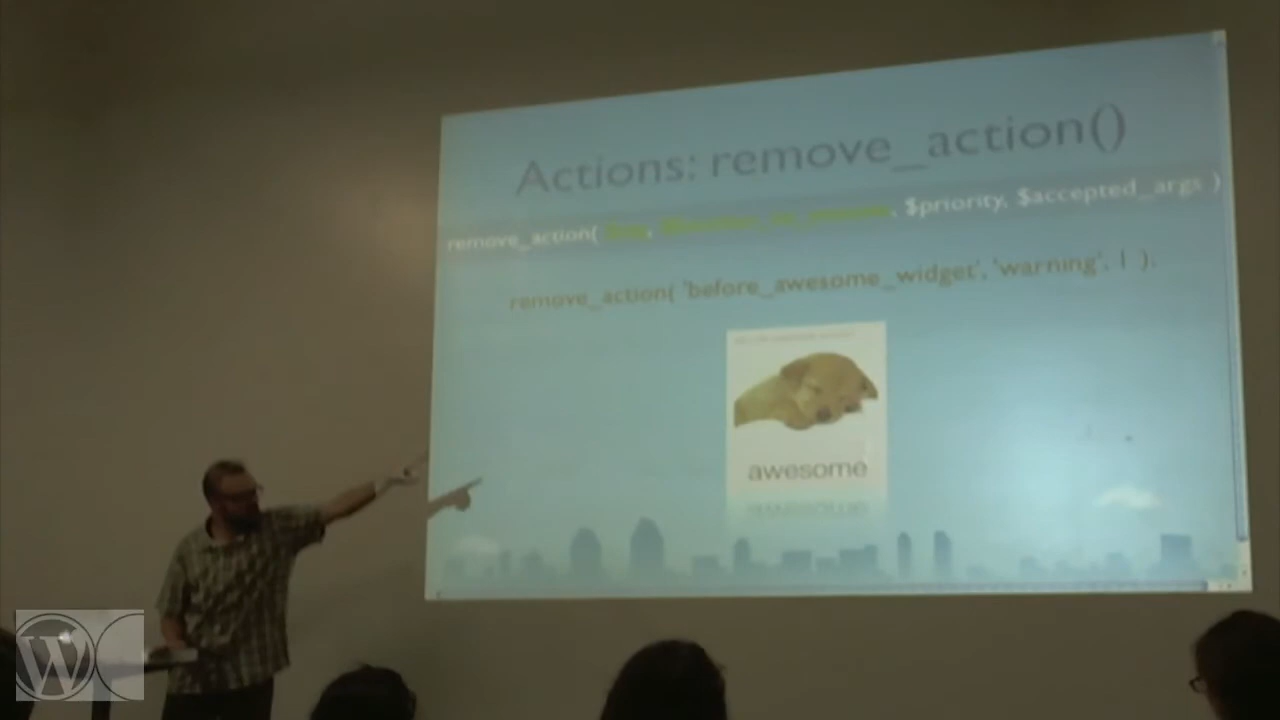 Actions: remove_action()
remove_action( , $priority, $accepted_args )
remove_action( 'before_awesome_widget', 'warning', 1 );
awesome
W